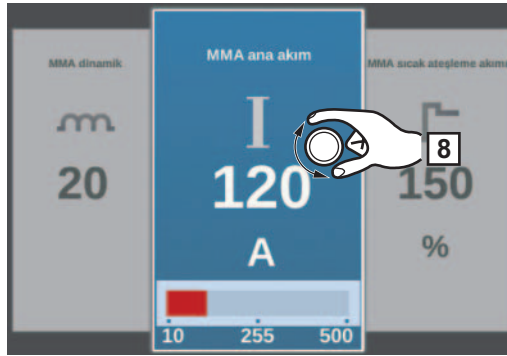 MMA dinamik
20
MMA ana akım
I
120
A
10 255 500
MMA sıcak ateşleme akımı
150
%
8